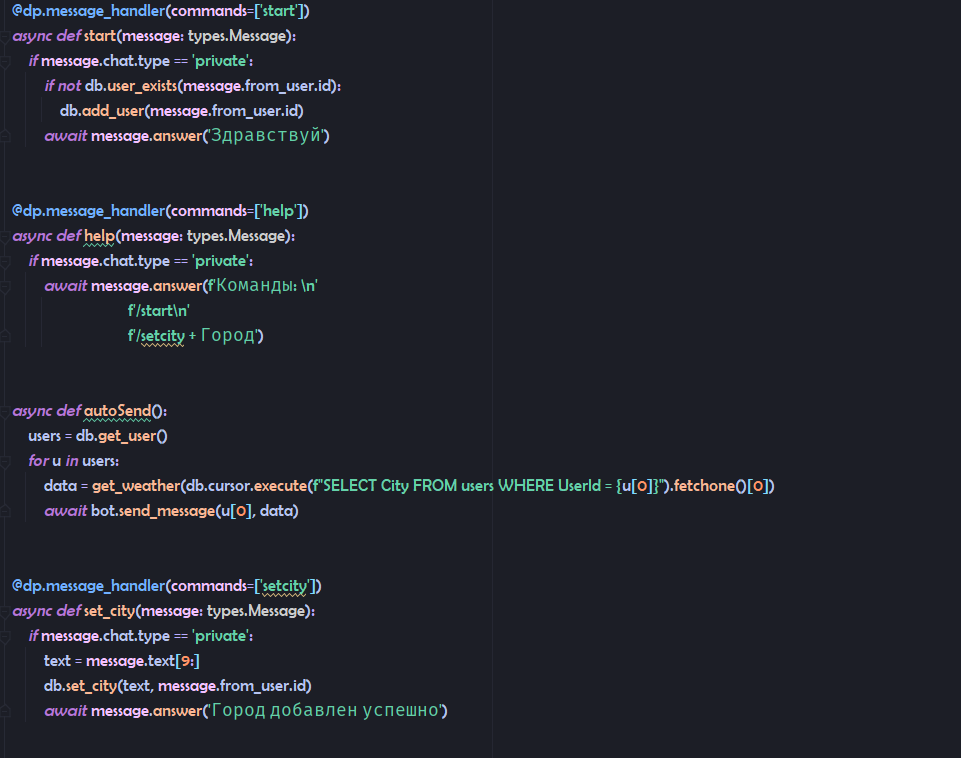 @dp.message_handler(commands=['start'])
async def start(message: types.Message):
    if message.chat.type == 'private':
        if not db.user_exists(message.from_user.id):
            db.add_user(message.from_user.id)
        await message.answer('Здравствуй')
@dp.message_handler(commands=['help'])
async def help(message: types.Message):
    if message.chat.type == 'private':
        await message.answer(f'Команды: \n'
                             f'/start\n'
                             f'/setcity + Город')
async def autoSend():
    users = db.get_user()
    for u in users:
        data = get_weather(db.cursor.execute(f"SELECT City FROM users WHERE UserId = {u[0]}").fetchone()[0])
        await bot.send_message(u[0], data)
@dp.message_handler(commands=['setcity'])
async def set_city(message: types.Message):
    if message.chat.type == 'private':
        text = message.text[9:]
        db.set_city(text, message.from_user.id)
        await message.answer('Город добавлен успешно')